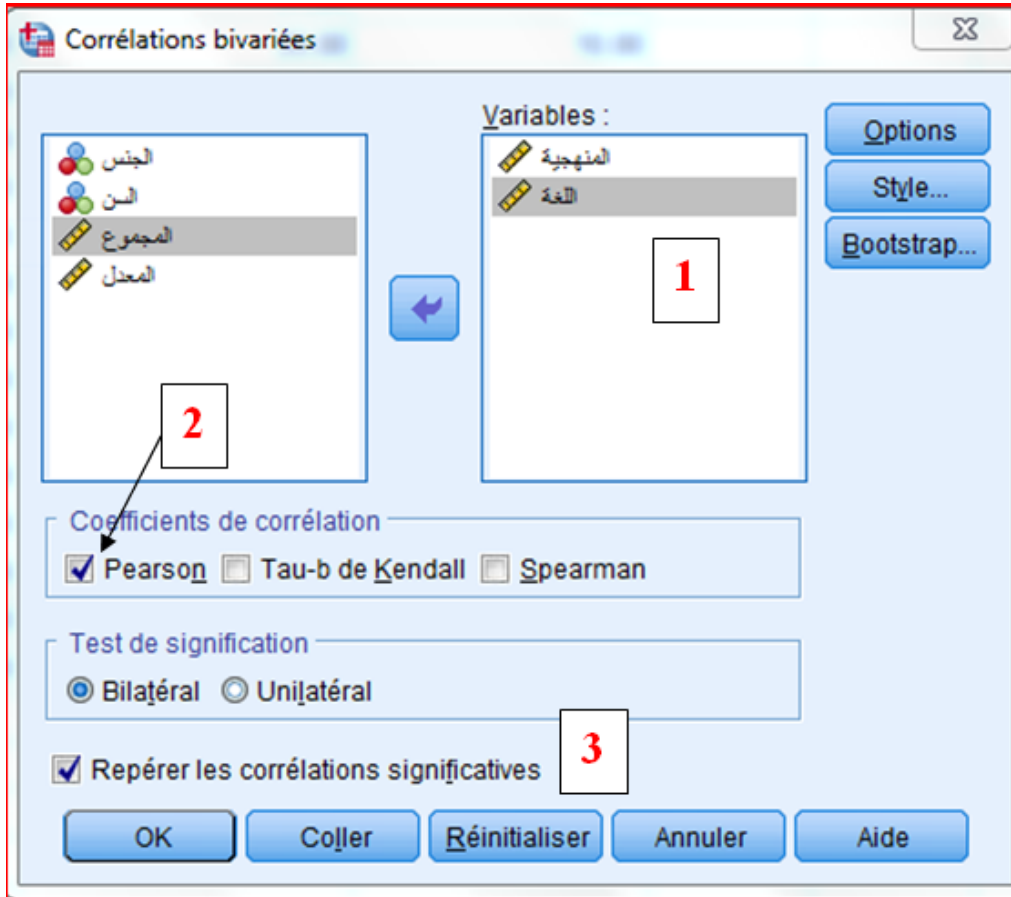 Corrélations bivariées
Variables :
الجنس
السن
المجموع
المعدل
المنهجية
اللغة
Options
Style...
Bootstrap...
1
2
Coefficients de corrélation
Pearson Tau-b de Kendall Spearman
Test de signification
Bilatéral Unilatéral
3
Repérer les corrélations significatives
OK Coller Réinitialiser Annuler Aide